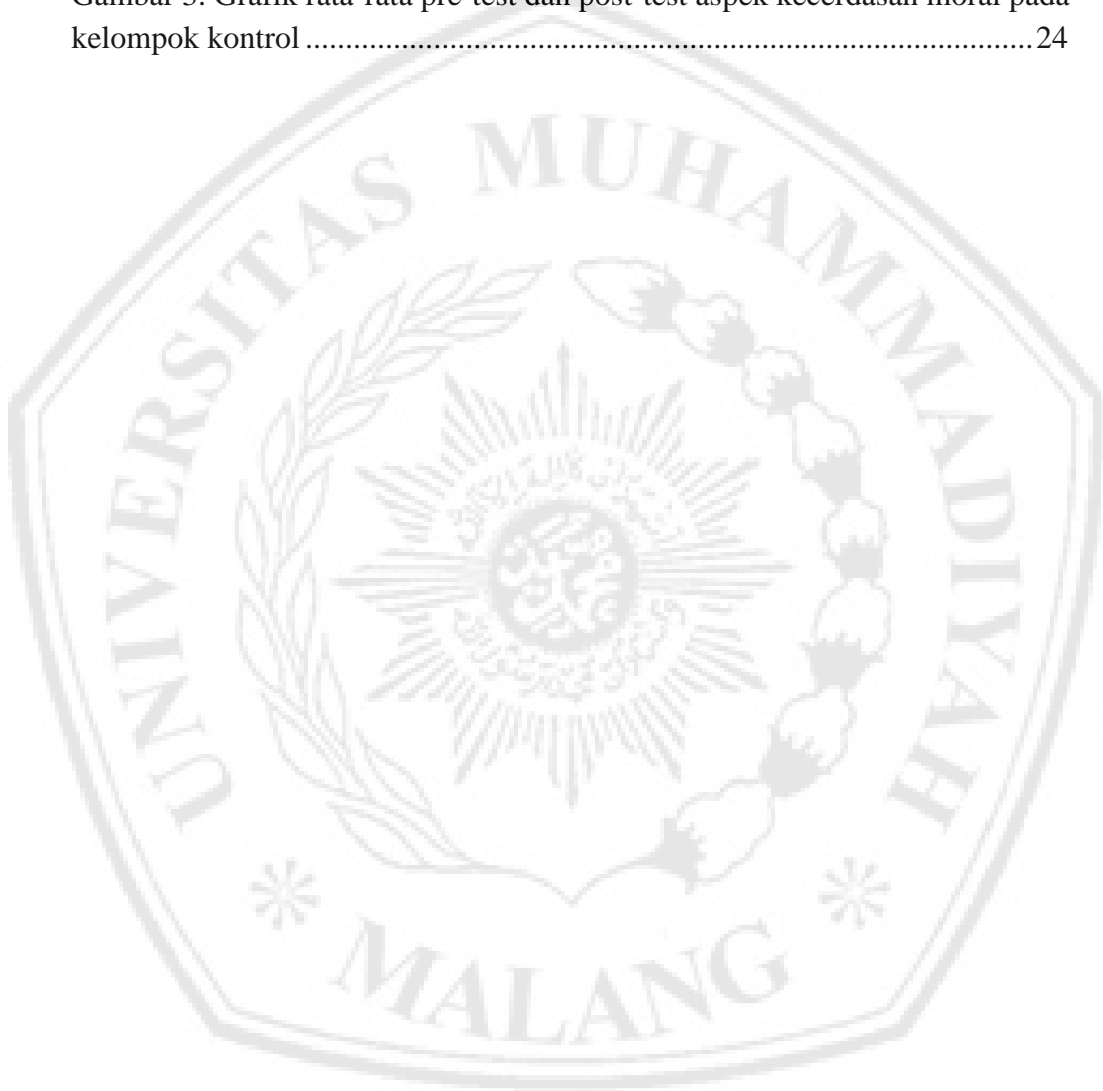 Gambar 3. Grafik rata-rata pre-test dan post-test aspek kecerdasan moral pada
kelompok kontrol ............................................................................. 24
UNIVERSITAS MUHAMMADIYAH
MALANG